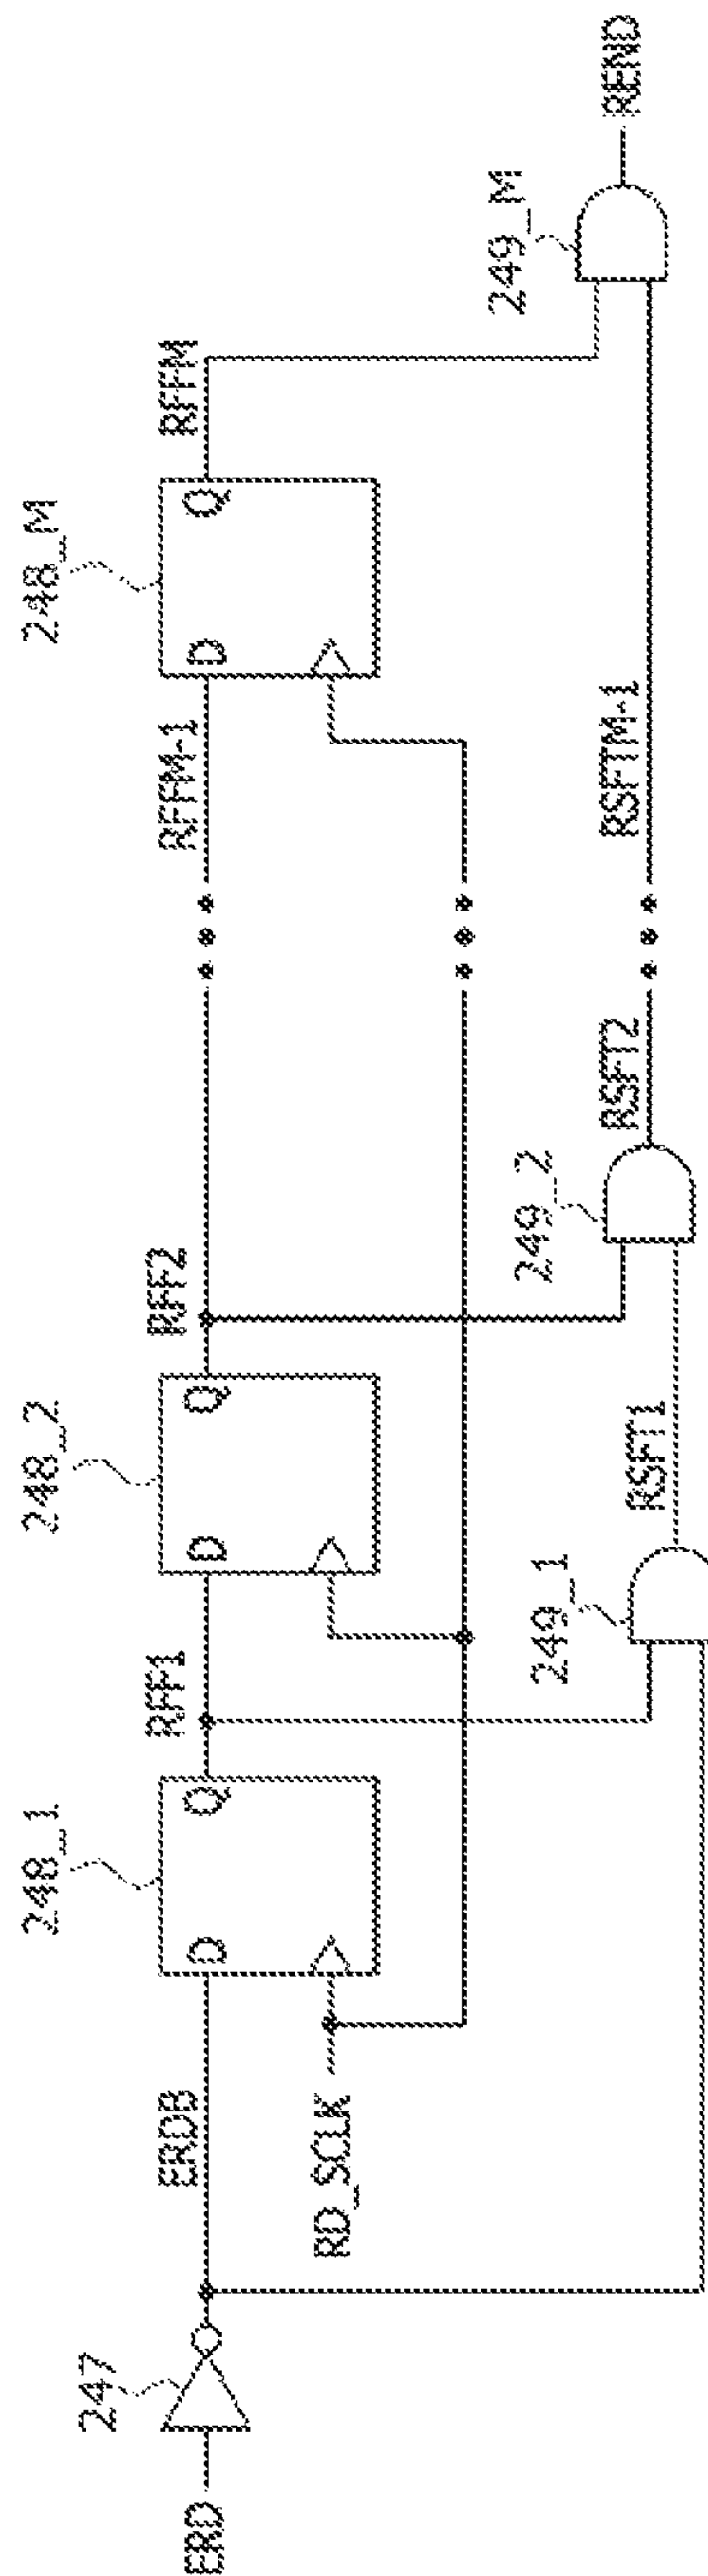 ERD
247
ERDB
RD_SCLK
248_1
D
Q
RFF1
249_1
RSFT1
248_2
D
Q
RFF2
249_2
RSFT2
RFFM-1
RSFTM-1
248_M
D
Q
RFFM
249_M
REND